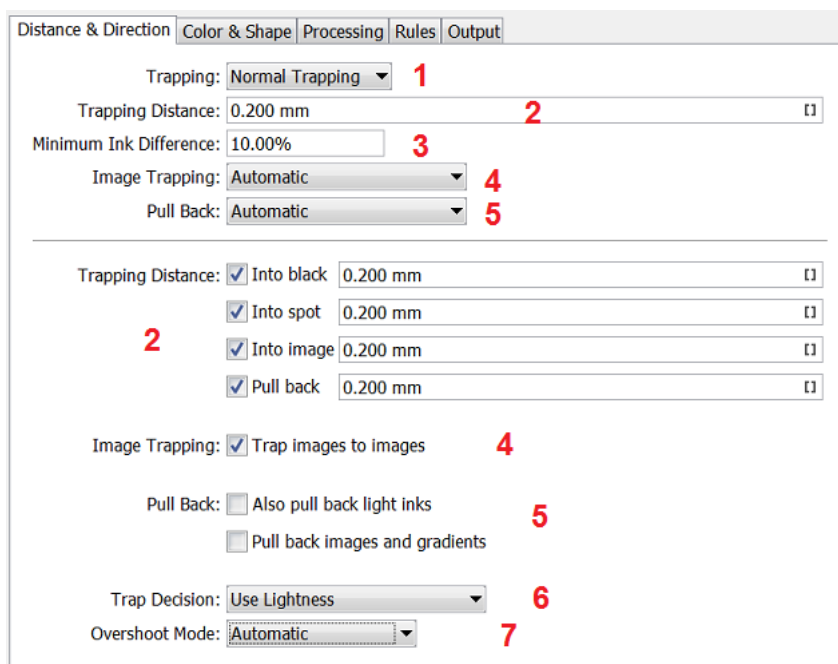 Distance & Direction Color & Shape Processing Rules Output
Trapping: Normal Trapping 1
Trapping Distance: 0.200 mm 2 []
Minimum Ink Difference: 10.00% 3
Image Trapping: Automatic 4
Pull Back: Automatic 5
Trapping Distance: Into black 0.200 mm []
Into spot 0.200 mm []
2 Into image 0.200 mm []
Pull back 0.200 mm []
Image Trapping: Trap images to images 4
Pull Back: Also pull back light inks 5
Pull back images and gradients
Trap Decision: Use Lightness 6
Overshoot Mode: Automatic 7